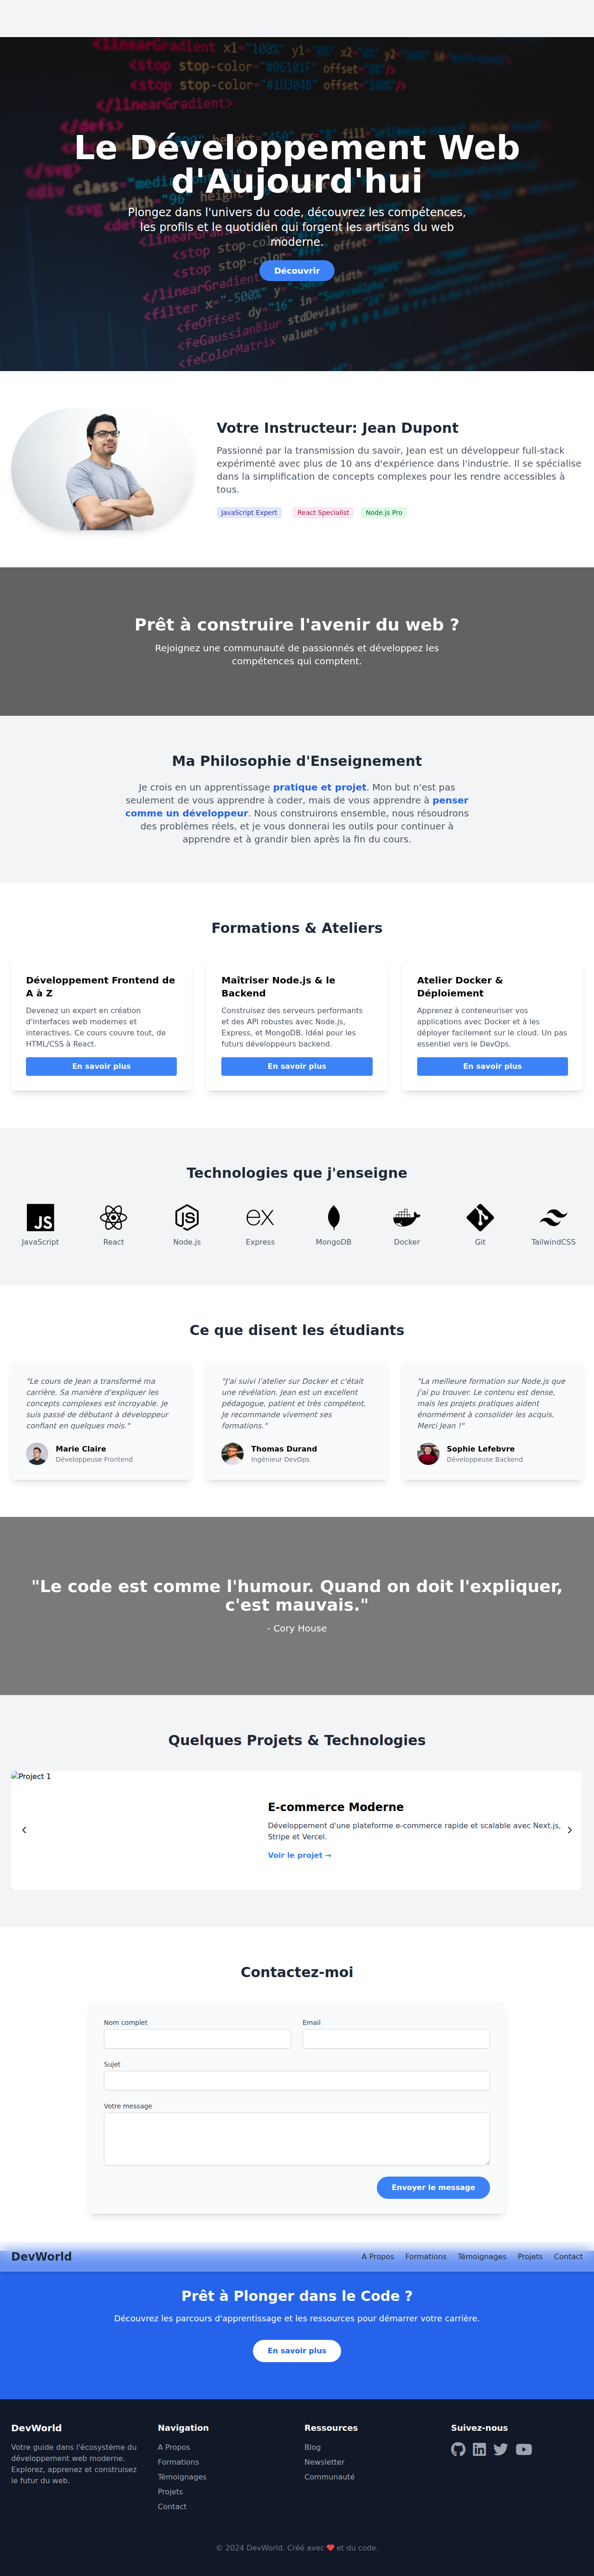 Le Développement Web
d'Aujourd'hui
Plongez dans l'univers du code, découvrez les compétences,
les profils et le quotidien qui forgent les artisans du web
moderne.
Découvrir
Votre Instructeur: Jean Dupont
Passionné par la transmission du savoir, Jean est un développeur full-stack
expérimenté avec plus de 10 ans d'expérience dans l'industrie. Il se spécialise
dans la simplification de concepts complexes pour les rendre accessibles à
tous.
JavaScript Expert
React Specialist
Node.js Pro
Prêt à construire l'avenir du web ?
Rejoignez une communauté de passionnés et développez les
compétences qui comptent.
Ma Philosophie d'Enseignement
Je crois en un apprentissage pratique et projet. Mon but n'est pas
seulement de vous apprendre à coder, mais de vous apprendre à penser
comme un développeur. Nous construirons ensemble, nous résoudrons
des problèmes réels, et je vous donnerai les outils pour continuer à
apprendre et à grandir bien après la fin du cours.
Formations & Ateliers
Développement Frontend de
A à Z
Devenez un expert en création
d'interfaces web modernes et
interactives. Ce cours couvre tout, de
HTML/CSS à React.
En savoir plus
Maîtriser Node.js & le
Backend
Construisez des serveurs performants
et des API robustes avec Node.js,
Express, et MongoDB. Idéal pour les
futurs développeurs backend.
En savoir plus
Atelier Docker &
Déploiement
Apprenez à conteneuriser vos
applications avec Docker et à les
déployer facilement sur le cloud. Un pas
essentiel vers le DevOps.
En savoir plus
Technologies que j'enseigne
JavaScript
React
Node.js
Express
MongoDB
Docker
Git
TailwindCSS
Ce que disent les étudiants
"Le cours de Jean a transformé ma
carrière. Sa manière d'expliquer les
concepts complexes est incroyable. Je
suis passé de débutant à développeur
confiant en quelques mois."
Marie Claire
Développeuse Frontend
"J'ai suivi l'atelier sur Docker et c'était
une révélation. Jean est un excellent
pédagogue, patient et très compétent.
Je recommande vivement ses
formations."
Thomas Durand
Ingénieur DevOps
"La meilleure formation sur Node.js que
j'ai pu trouver. Le contenu est dense,
mais les projets pratiques aident
énormément à consolider les acquis.
Merci Jean !"
Sophie Lefebvre
Développeuse Backend
"Le code est comme l'humour. Quand on doit l'expliquer,
c'est mauvais."
- Cory House
Quelques Projets & Technologies
Project 1
E-commerce Moderne
Développement d'une plateforme e-commerce rapide et scalable avec Next.js,
Stripe et Vercel.
Voir le projet →
Contactez-moi
Nom complet
Email
Sujet
Votre message
Envoyer le message
DevWorld
A Propos
Formations
Témoignages
Projets
Contact
Prêt à Plonger dans le Code ?
Découvrez les parcours d'apprentissage et les ressources pour démarrer votre carrière.
En savoir plus
DevWorld
Votre guide dans l'écosystème du
développement web moderne.
Explorez, apprenez et construisez
le futur du web.
Navigation
A Propos
Formations
Témoignages
Projets
Contact
Ressources
Blog
Newsletter
Communauté
Suivez-nous
© 2024 DevWorld. Créé avec ❤ et du code.